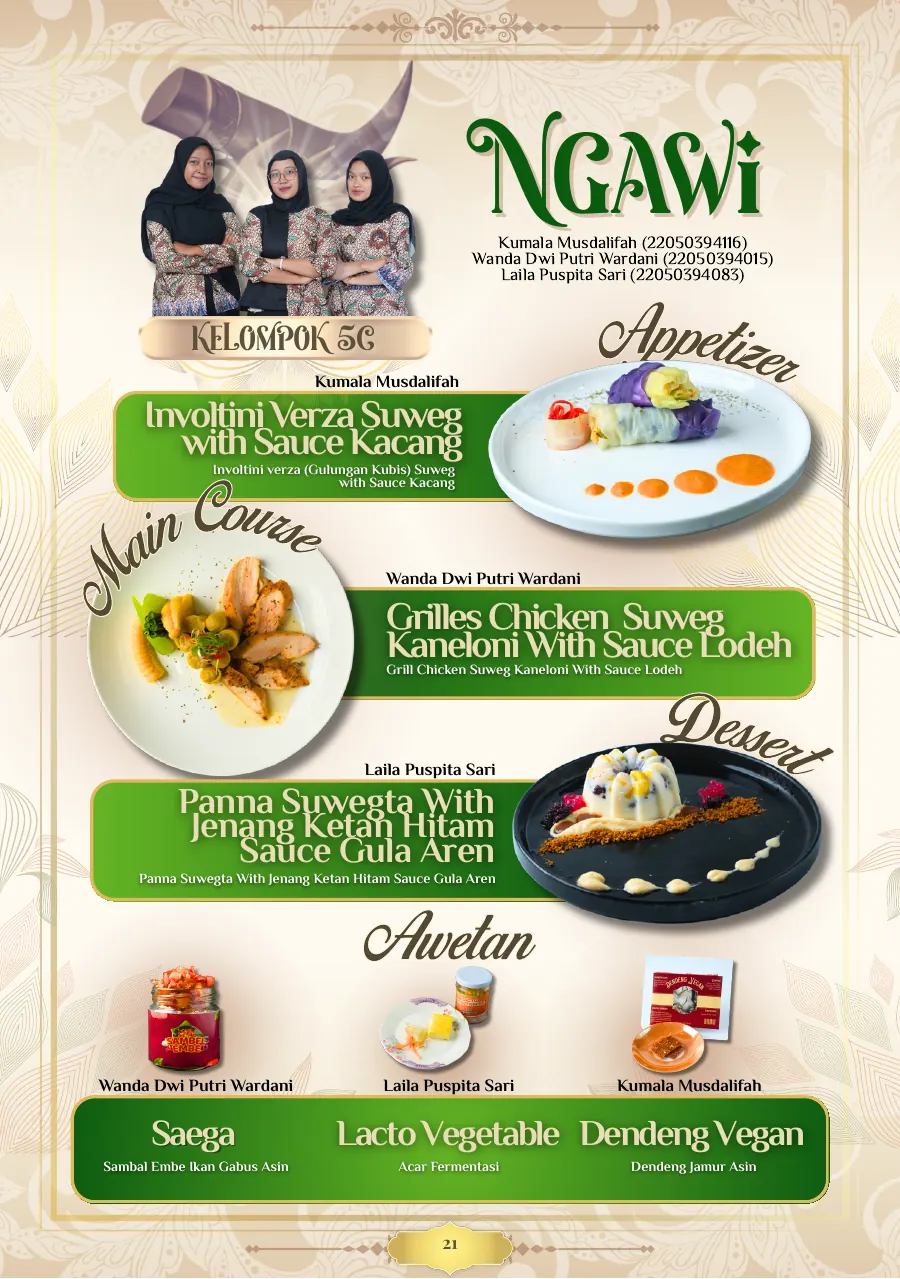 NGAWi
Kumala Musdalifah (22050394116)
Wanda Dwi Putri Wardani (22050394015)
Laila Puspita Sari (22050394083)
KELOMPOK 5C
Appetizer
Kumala Musdalifah
Involtini Verza Suweg
with Sauce Kacang
Involtini verza (Gulungan Kubis) Suweg
with Sauce Kacang
Main Course
Wanda Dwi Putri Wardani
Grilles Chicken Suweg
Kaneloni With Sauce Lodeh
Grill Chicken Suweg Kaneloni With Sauce Lodeh
Dessert
Laila Puspita Sari
Panna Suwegta With
Jenang Ketan Hitam
Sauce Gula Aren
Panna Suwegta With Jenang Ketan Hitam Sauce Gula Aren
Awetan
SAMBEL
EMBE
DENDENG VEGAN
Wanda Dwi Putri Wardani
Laila Puspita Sari
Kumala Musdalifah
Saega
Lacto Vegetable
Dendeng Vegan
Sambal Embe Ikan Gabus Asin
Acar Fermentasi
Dendeng Jamur Asin
21